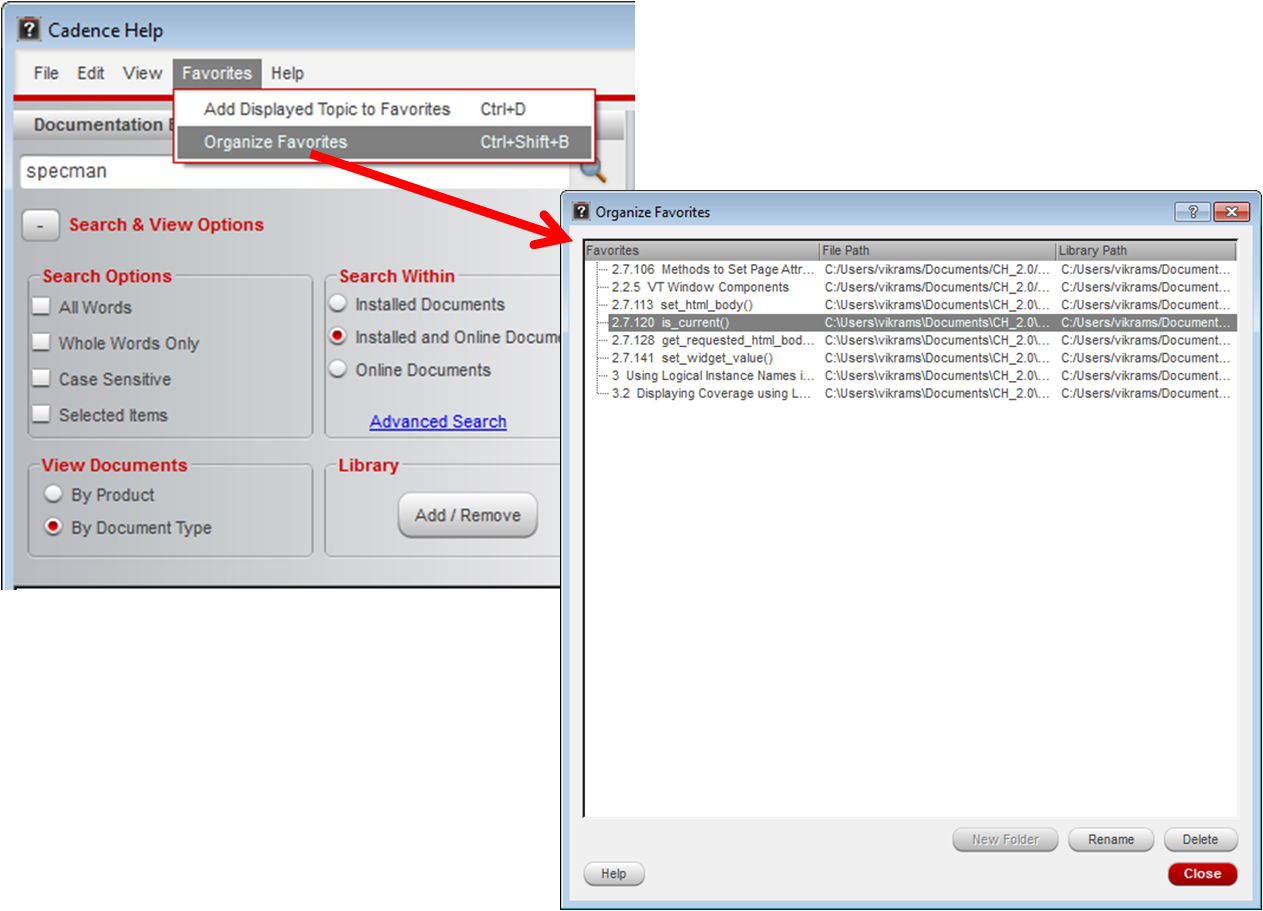 Cadence Help
File Edit View Favorites Help
Add Displayed Topic to Favorites Ctrl+D
Documentation
Organize Favorites Ctrl+Shift+B
specman
- Search & View Options
Search Options
All Words
Whole Words Only
Case Sensitive
Selected Items
Search Within
Installed Documents
Installed and Online Docume
Online Documents
Advanced Search
View Documents
By Product
By Document Type
Library
Add / Remove
Organize Favorites
Favorites File Path Library Path
2.7.106 Methods to Set Page Attr... C:/Users/vikrams/Documents/CH_2.0/... C:/Users/vikrams/Document...
2.2.5 VT Window Components C:/Users/vikrams/Documents/CH_2.0/... C:/Users/vikrams/Document...
2.7.113 set_html_body() C:\Users\vikrams\Documents\CH_2.0\... C:/Users/vikrams/Document...
2.7.120 is_current() C:\Users\vikrams\Documents\CH_2.0\... C:/Users/vikrams/Document...
2.7.128 get_requested_html_bod... C:\Users\vikrams\Documents\CH_2.0\... C:/Users/vikrams/Document...
2.7.141 set_widget_value() C:\Users\vikrams\Documents\CH_2.0\... C:/Users/vikrams/Document...
3 Using Logical Instance Names i... C:\Users\vikrams\Documents\CH_2.0\... C:/Users/vikrams/Document...
3.2 Displaying Coverage using L... C:\Users\vikrams\Documents\CH_2.0\... C:/Users/vikrams/Document...
New Folder Rename Delete
Help Close